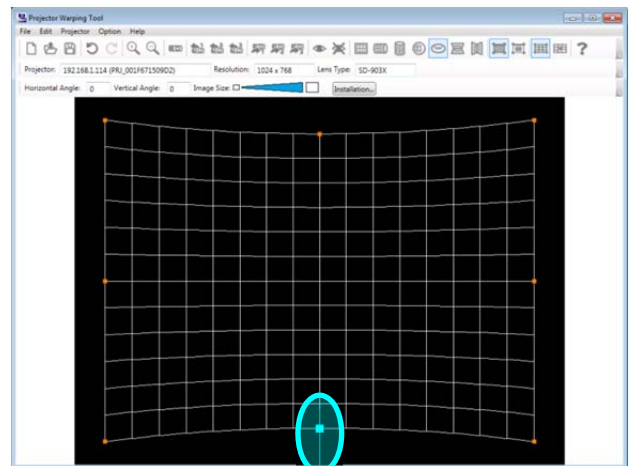 Projector Warping Tool
File Edit Projector Option Help
Projector: 192.168.1.114 (PRJ_001F671509D2) Resolution: 1024 x 768 Lens Type: SD-903X
Horizontal Angle: 0 Vertical Angle: 0 Image Size: Installation...